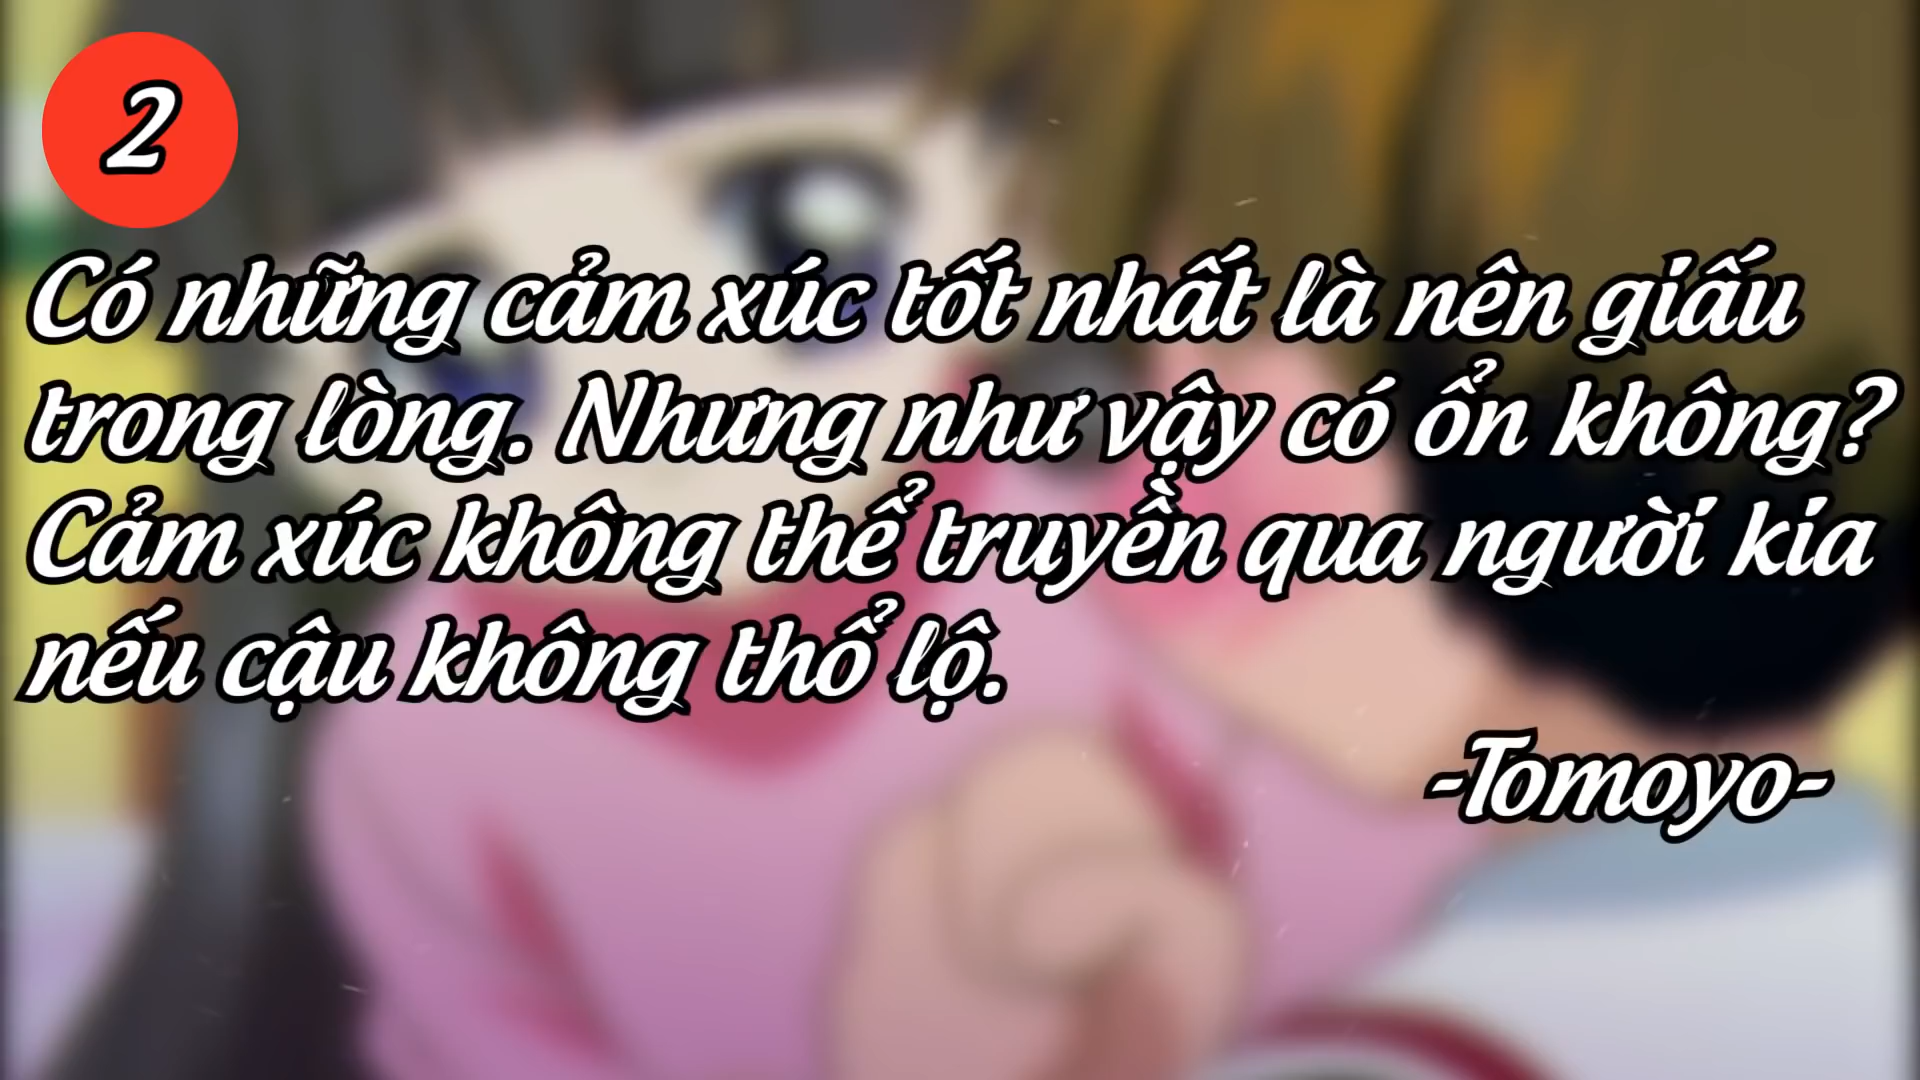 2
Có những cảm xúc tốt nhất là nên giấu
trong lòng. Nhưng như vậy có ổn không?
Cảm xúc không thể truyền qua người kia
nếu cậu không thổ lộ.
-Tomoyo-